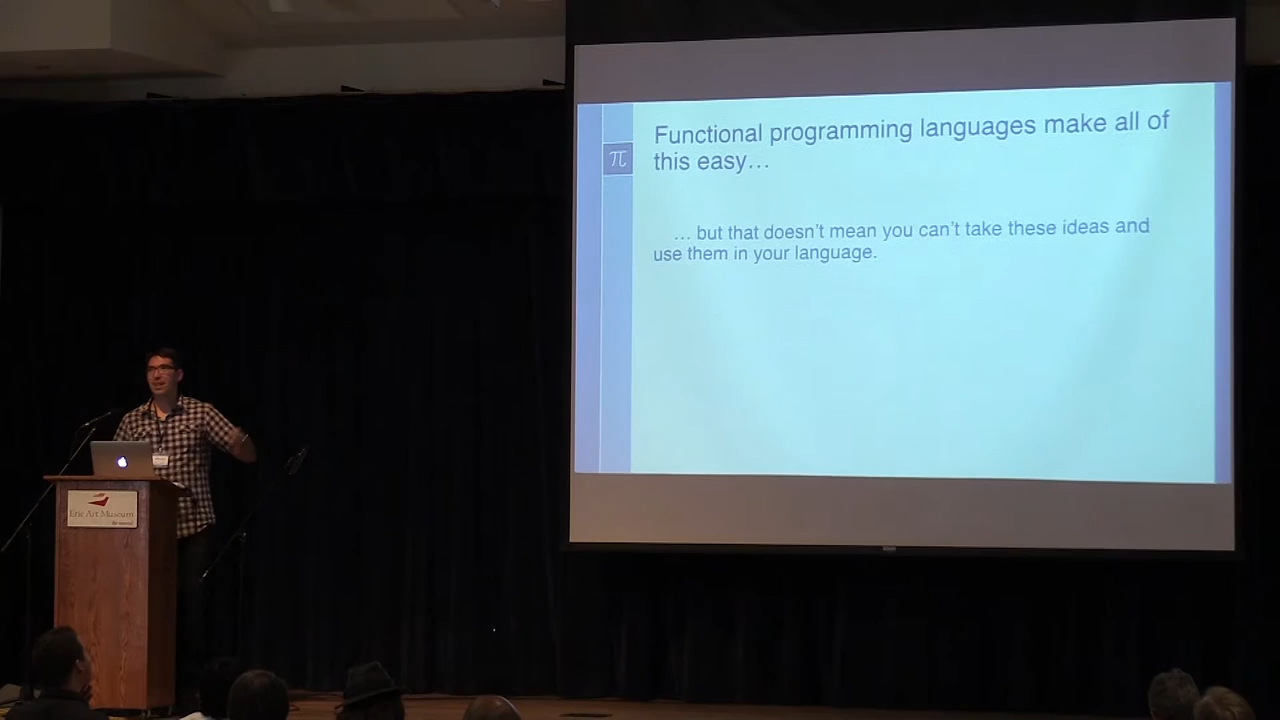 Functional programming languages make all of
this easy…
π
… but that doesn't mean you can't take these ideas and
use them in your language.
Erie Art Museum